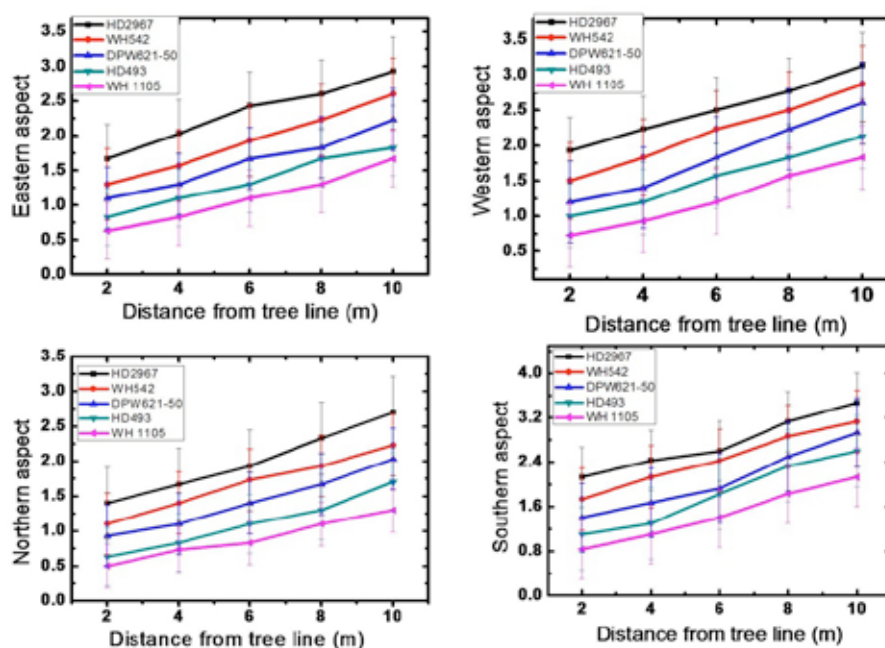 HD2967
WH542
DPW621-50
HD493
WH 1105
3.5
3.0
2.5
2.0
1.5
1.0
0.5
0.0
Eastern aspect
2 4 6 8 10
Distance from tree line (m)
HD2967
WH542
DPW621-50
HD493
WH 1105
3.5
3.0
2.5
2.0
1.5
1.0
0.5
Western aspect
2 4 6 8 10
Distance from tree line (m)
HD2967
WH542
DPW621-50
HD493
WH 1105
3.5
3.0
2.5
2.0
1.5
1.0
0.5
0.0
Northern aspect
2 4 6 8 10
Distance from tree line (m)
HD2967
WH542
DPW621-50
HD493
WH 1105
4.0
3.2
2.4
1.6
0.8
0.0
Southern aspect
2 4 6 8 10
Distance from tree line (m)